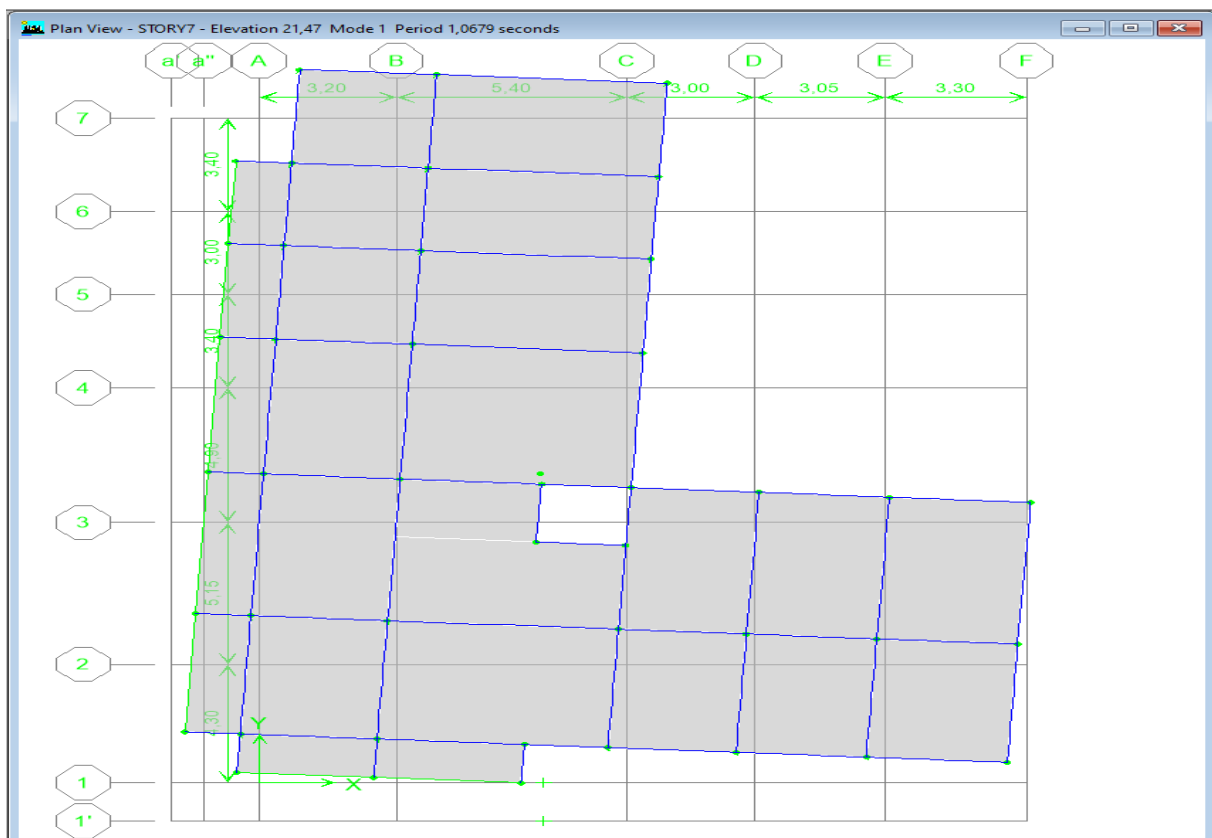 Plan View - STORY7 - Elevation 21,47 Mode 1 Period 1,0679 seconds
a a" A B C D E F
3,20 5,40 3,00 3,05 3,30
7
3,40
6
3,00
5
3,40
4
4,90
3
5,15
2
4,30
Y
X
1
1'